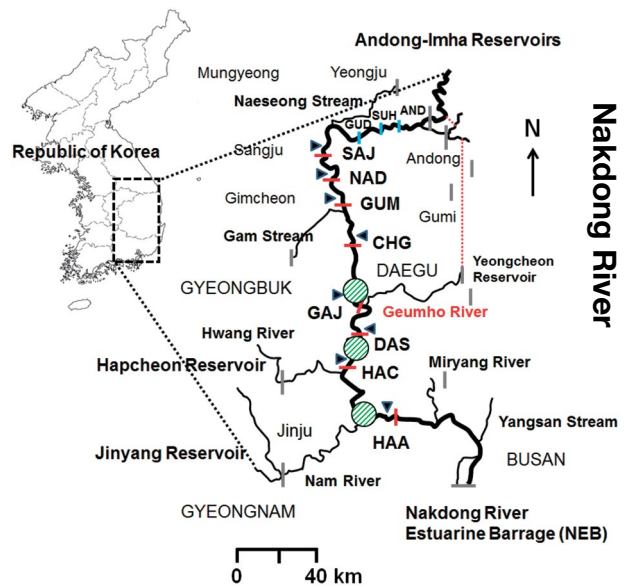 Andong-Imha Reservoirs
Mungyeong
Yeongju
Naeseong Stream
GUD
SUH
AND
Republic of Korea
Sangju
SAJ
Andong
N
NAD
Gimcheon
GUM
Gumi
Gam Stream
CHG
DAEGU
Yeongcheon
Reservoir
GYEONGBUK
GAJ
Geumho River
Hwang River
DAS
Hapcheon Reservoir
HAC
Miryang River
Jinju
Yangsan Stream
HAA
Jinyang Reservoir
BUSAN
Nam River
GYEONGNAM
Nakdong River
Estuarine Barrage (NEB)
0
40 km
Nakdong River